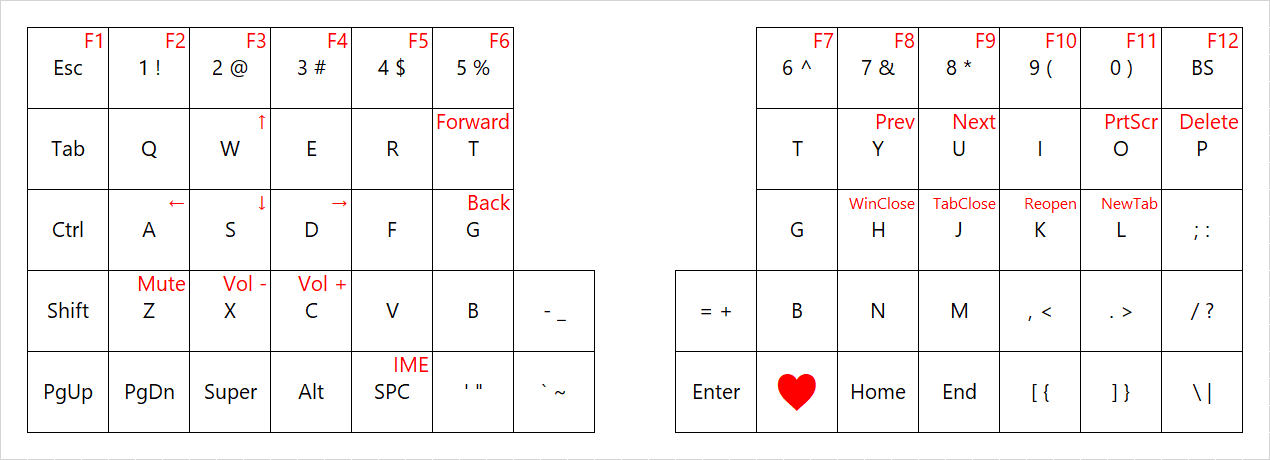 F1 F2 F3 F4 F5 F6 F7 F8 F9 F10 F11 F12
Esc 1 ! 2 @ 3 # 4 $ 5 % 6 ^ 7 & 8 * 9 ( 0 ) BS
↑ Forward Prev Next PrtScr Delete
Tab Q W E R T T Y U I O P
← ↓ → Back WinClose TabClose Reopen NewTab
Ctrl A S D F G G H J K L ; :
Mute Vol - Vol +
Shift Z X C V B - _ = + B N M , < . > / ?
IME
PgUp PgDn Super Alt SPC ' " ` ~ Enter Home End [ { ] } \ |